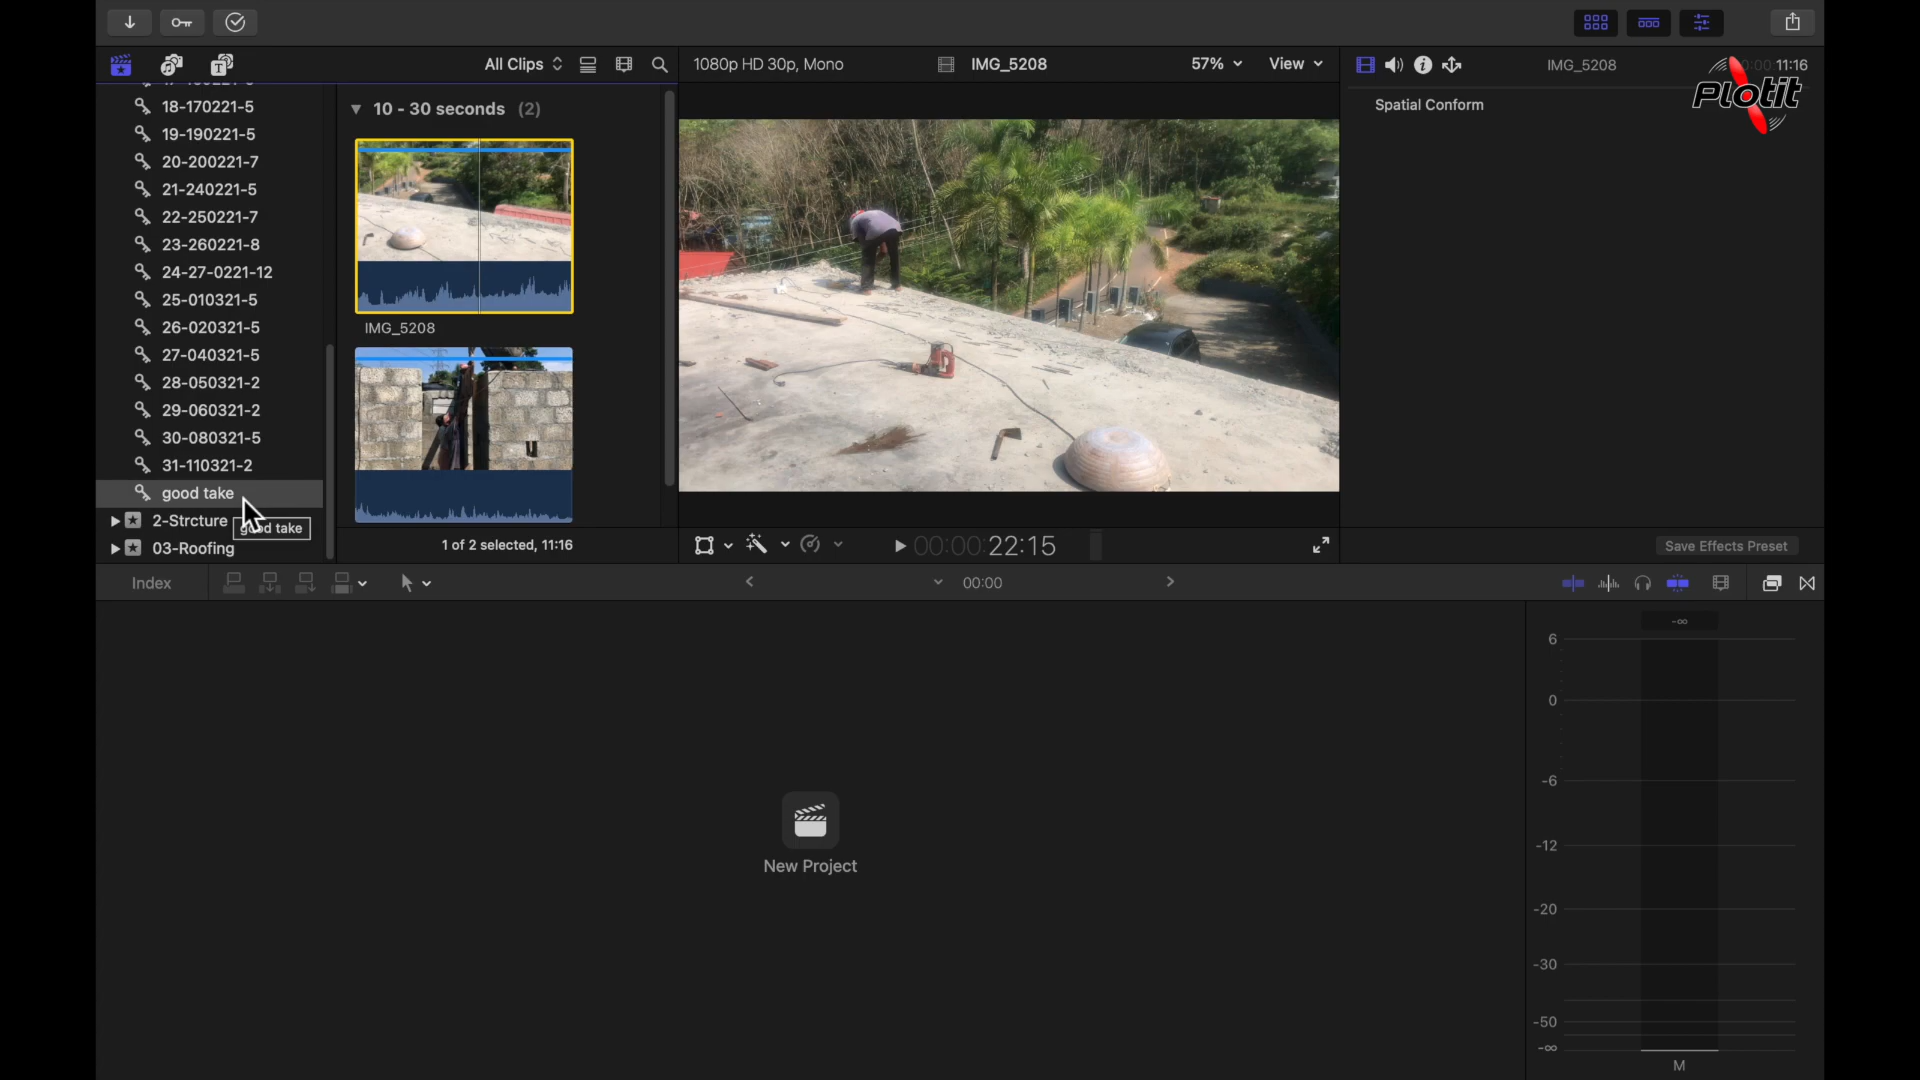 All Clips
1080p HD 30p, Mono
IMG_5208
57%
View
IMG_5208
11:16
Plotit
18-170221-5
19-190221-5
20-200221-7
21-240221-5
22-250221-7
23-260221-8
24-27-0221-12
25-010321-5
26-020321-5
27-040321-5
28-050321-2
29-060321-2
30-080321-5
31-110321-2
good take
2-Strcture
good take
03-Roofing
10 - 30 seconds (2)
IMG_5208
1 of 2 selected, 11:16
00:00:22:15
Spatial Conform
Save Effects Preset
Index
00:00
New Project
-∞
6
0
-6
-12
-20
-30
-50
-∞
M